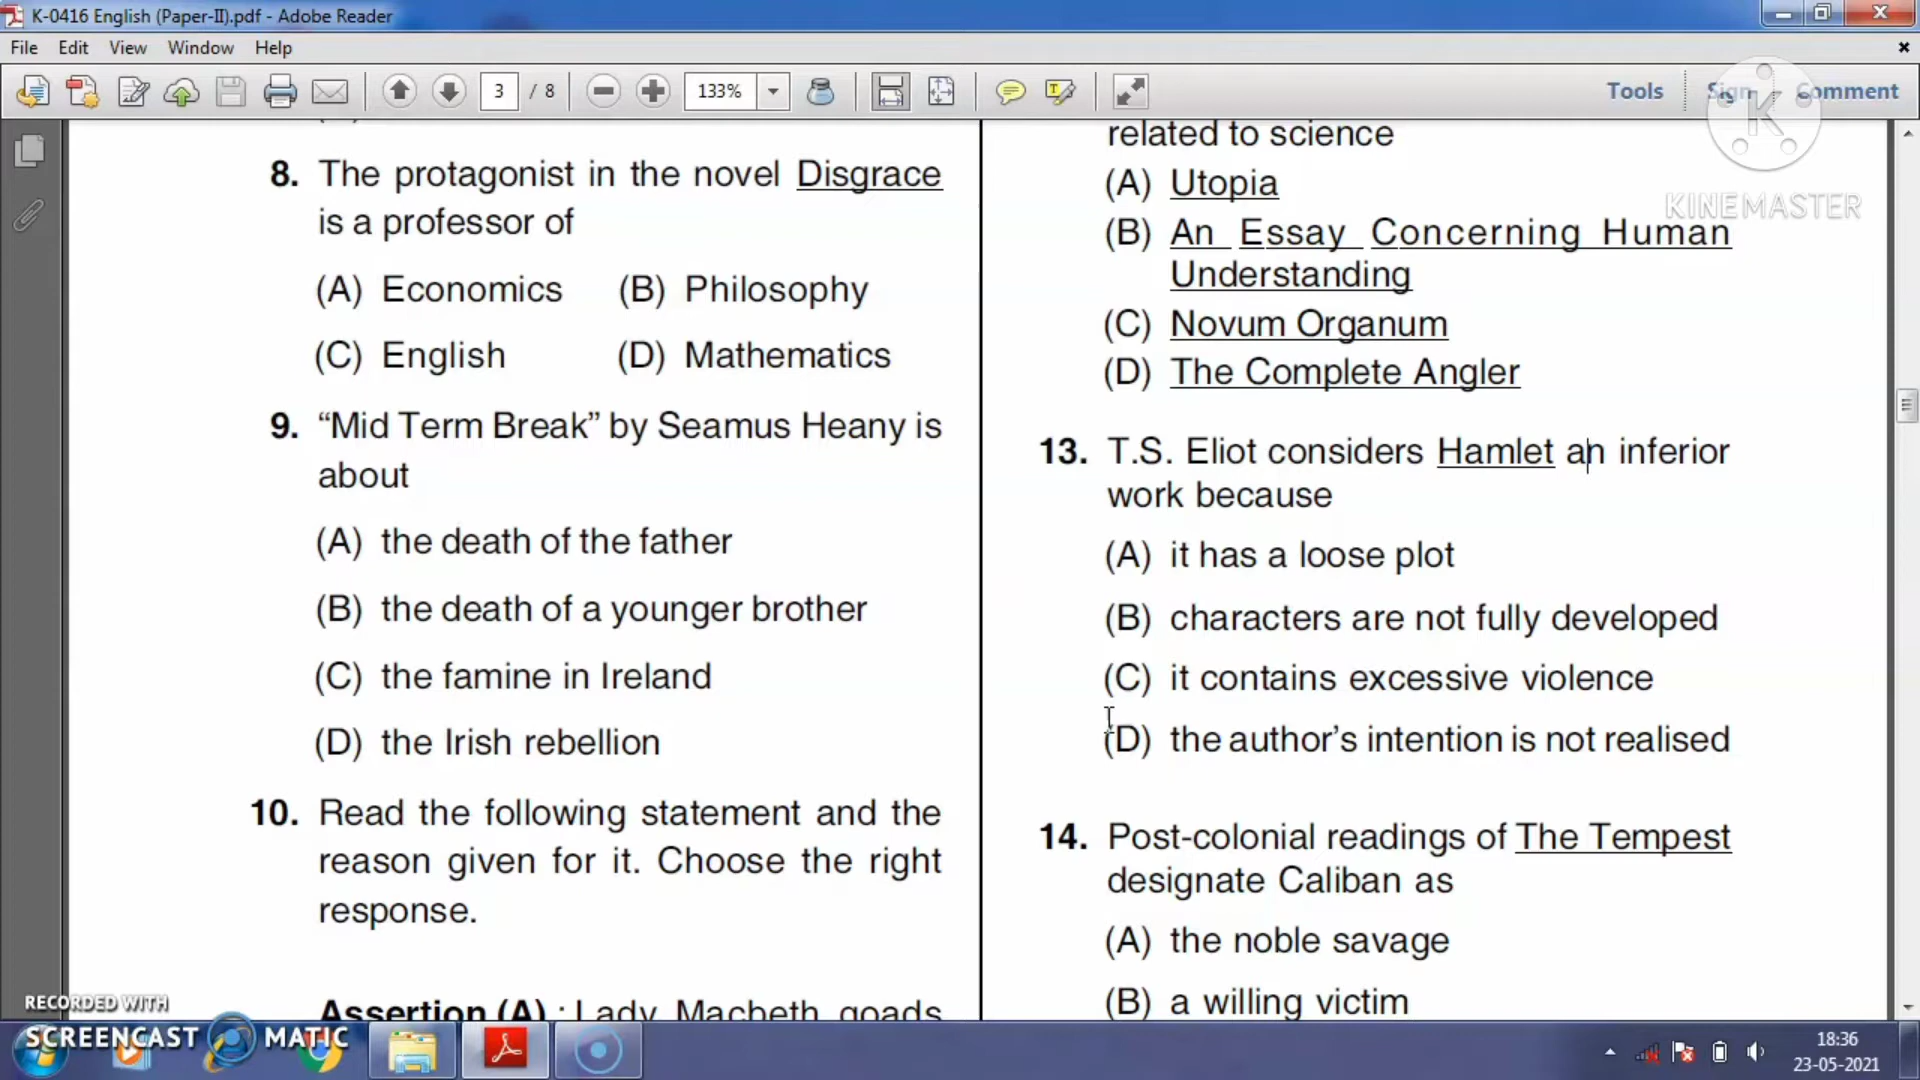 K-0416 English (Paper-II).pdf - Adobe Reader
File Edit View Window Help
3 / 8 133% Tools Sign Comment
KINEMASTER
8. The protagonist in the novel Disgrace
is a professor of
(A) Economics (B) Philosophy
(C) English (D) Mathematics
9. “Mid Term Break” by Seamus Heany is
about
(A) the death of the father
(B) the death of a younger brother
(C) the famine in Ireland
(D) the Irish rebellion
10. Read the following statement and the
reason given for it. Choose the right
response.
Assertion (A) : Lady Macbeth goads
related to science
(A) Utopia
(B) An Essay Concerning Human
Understanding
(C) Novum Organum
(D) The Complete Angler
13. T.S. Eliot considers Hamlet an inferior
work because
(A) it has a loose plot
(B) characters are not fully developed
(C) it contains excessive violence
(D) the author’s intention is not realised
14. Post-colonial readings of The Tempest
designate Caliban as
(A) the noble savage
(B) a willing victim
RECORDED WITH
SCREENCAST MATIC
18:36
23-05-2021